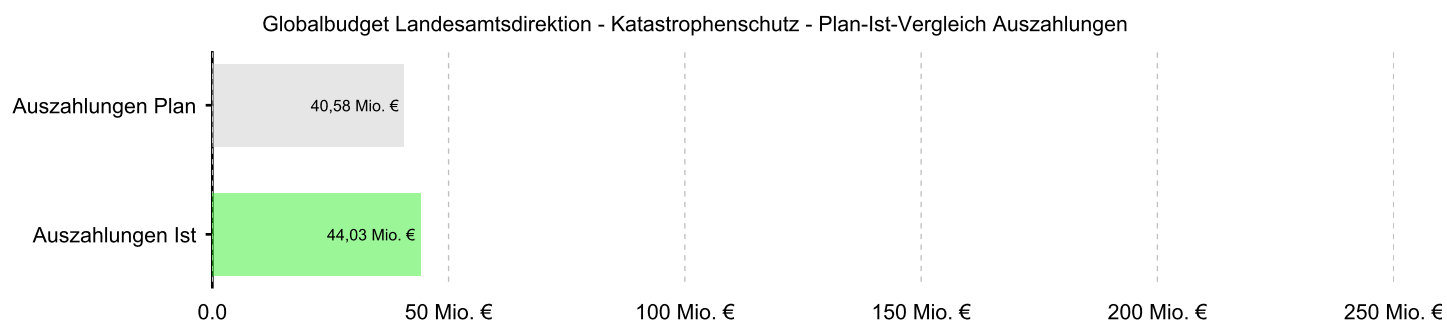 Globalbudget Landesamtsdirektion - Katastrophenschutz - Plan-Ist-Vergleich Auszahlungen
Auszahlungen Plan
40,58 Mio. €
Auszahlungen Ist
44,03 Mio. €
0.0 50 Mio. € 100 Mio. € 150 Mio. € 200 Mio. € 250 Mio. €